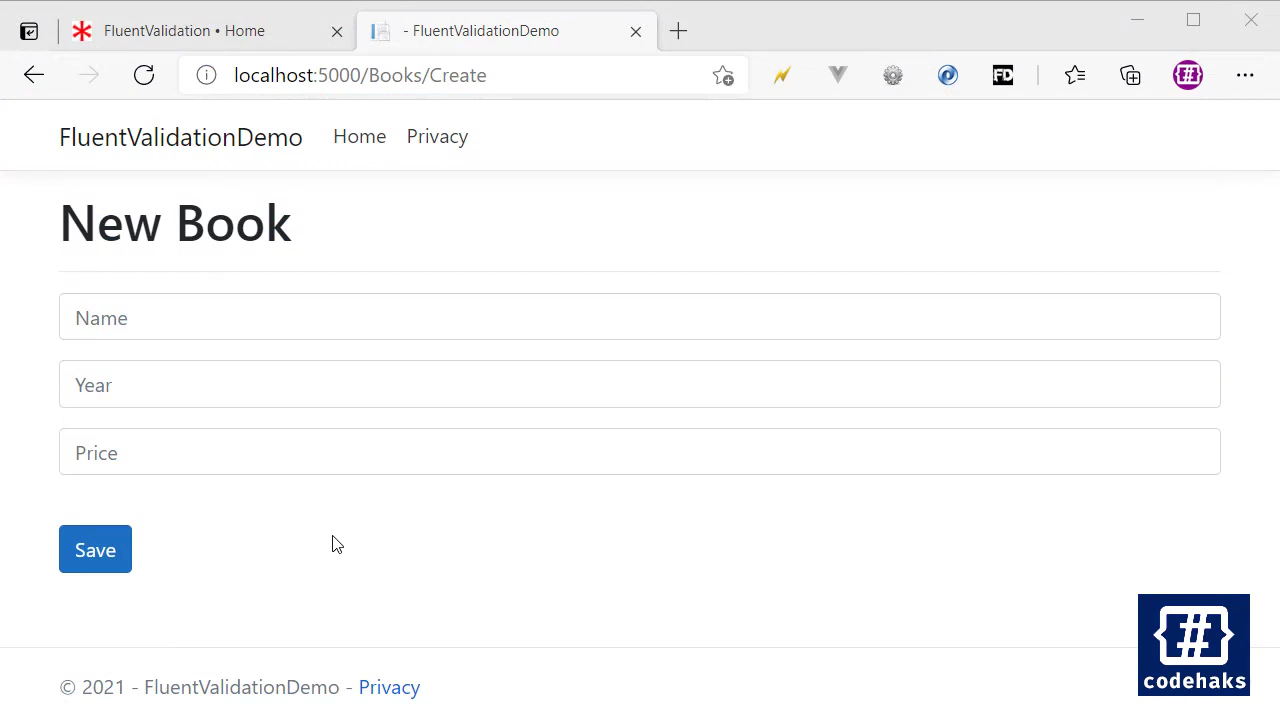 FluentValidation • Home
- FluentValidationDemo
localhost:5000/Books/Create
FD
{#}
FluentValidationDemo Home Privacy
New Book
Name
Year
Price
Save
{#}
codehaks
© 2021 - FluentValidationDemo - Privacy